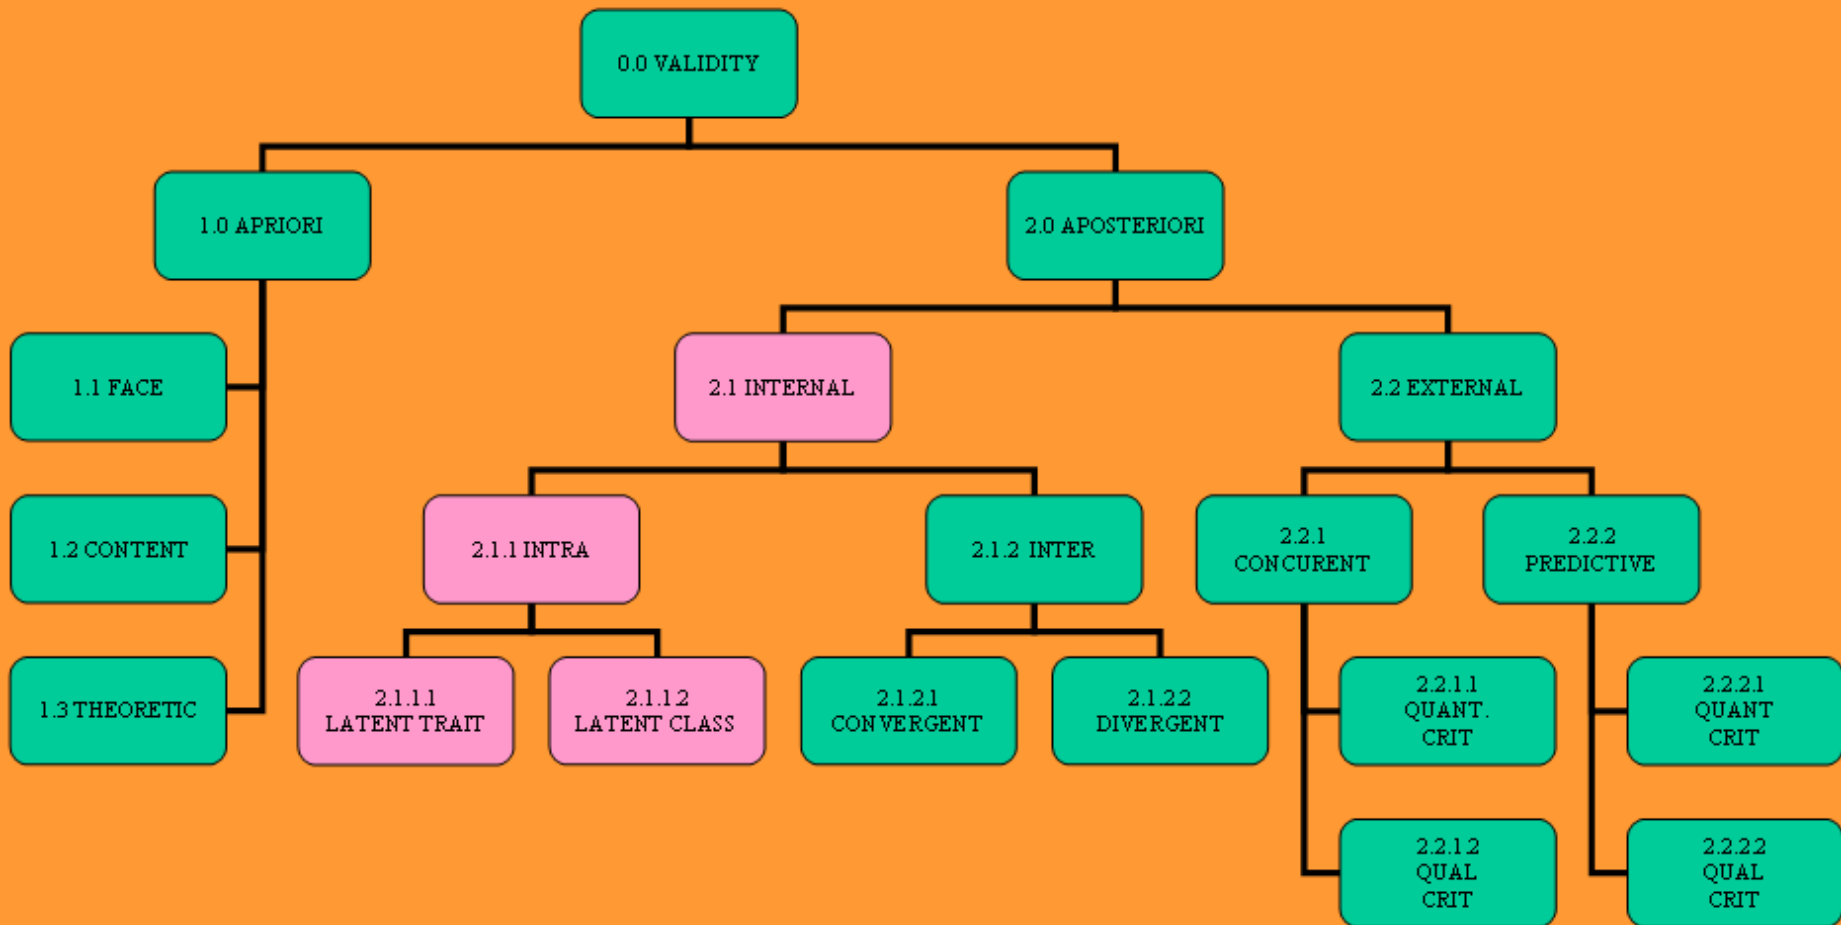 0.0 VALIDITY
1.0 APRIORI
2.0 APOSTERIORI
1.1 FACE
2.1 INTERNAL
2.2 EXTERNAL
1.2 CONTENT
2.1.1 INTRA
2.1.2 INTER
2.2.1
CONCURENT
2.2.2
PREDICTIVE
1.3 THEORETIC
2.1.1.1
LATENT TRAIT
2.1.1.2
LATENT CLASS
2.1.2.1
CONVERGENT
2.1.2.2
DIVERGENT
2.2.1.1
QUANT.
CRIT
2.2.2.1
QUANT
CRIT
2.2.1.2
QUAL
CRIT
2.2.2.2
QUAL
CRIT